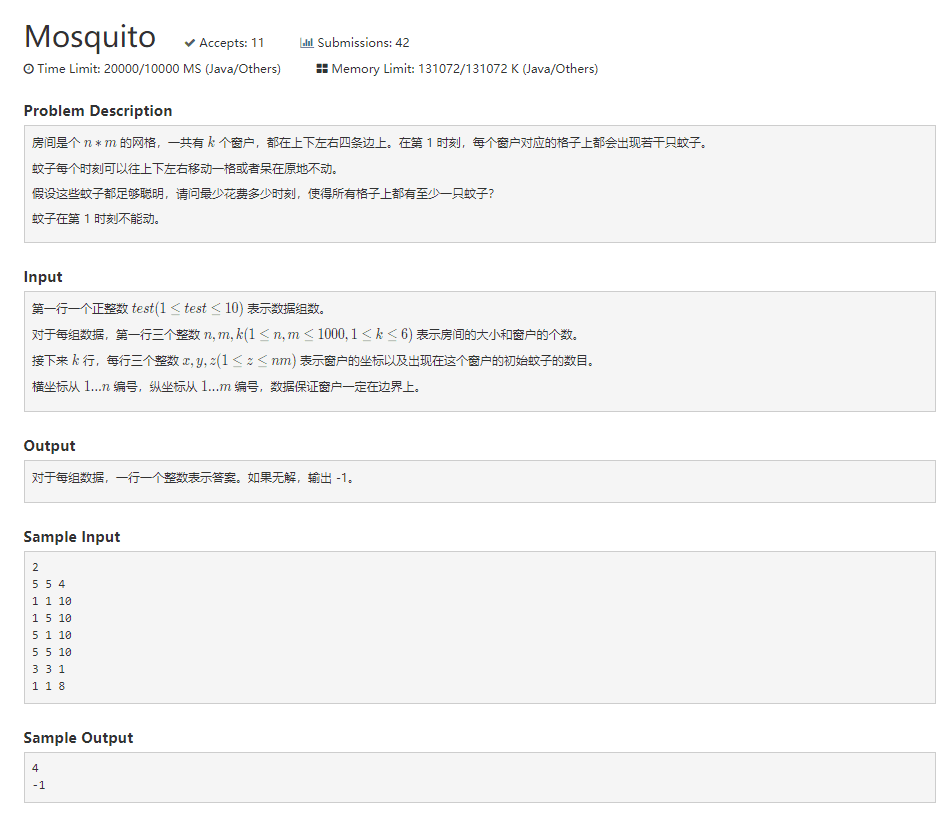 Mosquito Accepts: 11 Submissions: 42
Time Limit: 20000/10000 MS (Java/Others) Memory Limit: 131072/131072 K (Java/Others)
Problem Description
房间是个 n ∗ m 的网格，一共有 k 个窗户，都在上下左右四条边上。在第 1 时刻，每个窗户对应的格子上都会出现若干只蚊子。
蚊子每个时刻可以往上下左右移动一格或者呆在原地不动。
假设这些蚊子都足够聪明，请问最少花费多少时刻，使得所有格子上都有至少一只蚊子？
蚊子在第 1 时刻不能动。
Input
第一行一个正整数 test(1 ≤ test ≤ 10) 表示数据组数。
对于每组数据，第一行三个整数 n, m, k(1 ≤ n, m ≤ 1000, 1 ≤ k ≤ 6) 表示房间的大小和窗户的个数。
接下来 k 行，每行三个整数 x, y, z(1 ≤ z ≤ nm) 表示窗户的坐标以及出现在这个窗户的初始蚊子的数目。
横坐标从 1...n 编号，纵坐标从 1...m 编号，数据保证窗户一定在边界上。
Output
对于每组数据，一行一个整数表示答案。如果无解，输出 -1。
Sample Input
2
5 5 4
1 1 10
1 5 10
5 1 10
5 5 10
3 3 1
1 1 8
Sample Output
4
-1